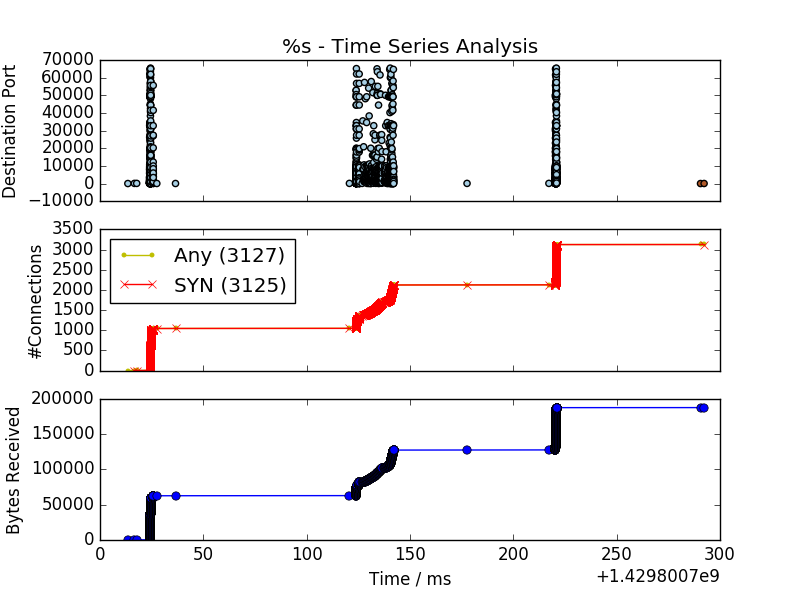 %s - Time Series Analysis
70000
60000
50000
40000
30000
20000
10000
0
−10000
Destination Port
3500
3000
2500
2000
1500
1000
500
0
#Connections
Any (3127)
SYN (3125)
200000
150000
100000
50000
0
Bytes Received
0 50 100 150 200 250 300
Time / ms
+1.4298007e9